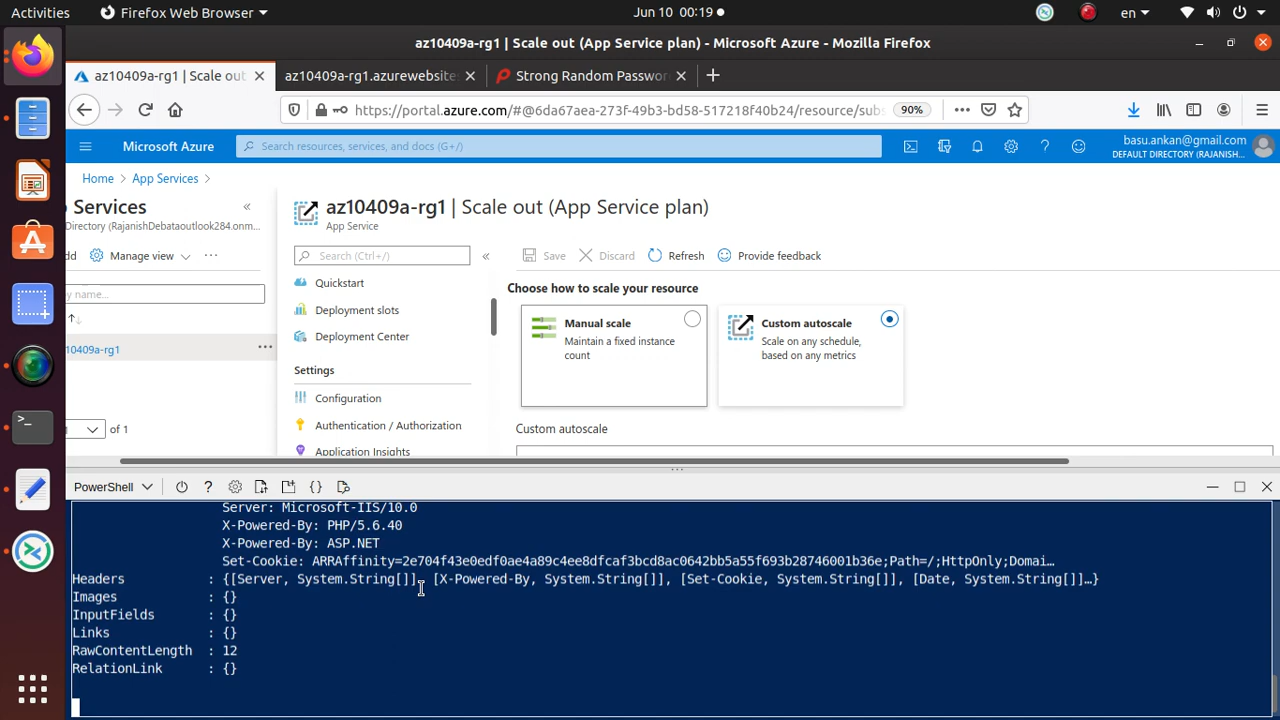 Activities
Firefox Web Browser
Jun 10 00:19
en
az10409a-rg1 | Scale out (App Service plan) - Microsoft Azure - Mozilla Firefox
az10409a-rg1 | Scale out
az10409a-rg1.azurewebsite
Strong Random Passwor
https://portal.azure.com/#@6da67aea-273f-49b3-bd58-517218f40b24/resource/subs
90%
Microsoft Azure
Search resources, services, and docs (G+/)
basu.ankan@gmail.com
DEFAULT DIRECTORY (RAJANISH...
Home
App Services
Services
Directory (RajanishDebataoutlook284.onm...
dd
Manage view
y name...
z10409a-rg1
of 1
az10409a-rg1 | Scale out (App Service plan)
App Service
Search (Ctrl+/)
Quickstart
Deployment slots
Deployment Center
Settings
Configuration
Authentication / Authorization
Application Insights
Save
Discard
Refresh
Provide feedback
Choose how to scale your resource
Manual scale
Maintain a fixed instance
count
Custom autoscale
Scale on any schedule,
based on any metrics
Custom autoscale
PowerShell
Server: Microsoft-IIS/10.0
X-Powered-By: PHP/5.6.40
X-Powered-By: ASP.NET
Set-Cookie: ARRAffinity=2e704f43e0edf0ae4a89c4ee8dfcaf3bcd8ac0642bb5a55f693b28746001b36e;Path=/;HttpOnly;Domai…
Headers : {[Server, System.String[]], [X-Powered-By, System.String[]], [Set-Cookie, System.String[]], [Date, System.String[]]…}
Images : {}
InputFields : {}
Links : {}
RawContentLength : 12
RelationLink : {}